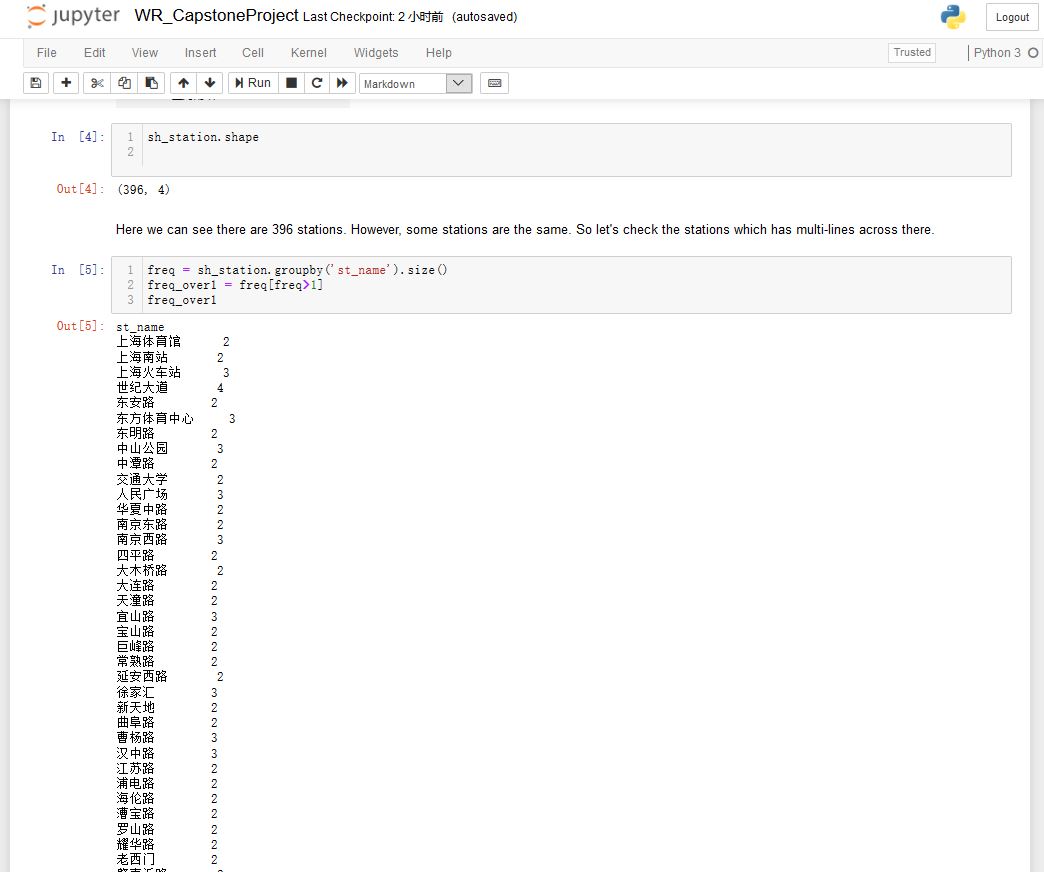 jupyter WR_CapstoneProject Last Checkpoint: 2 小时前 (autosaved)
Logout
File Edit View Insert Cell Kernel Widgets Help
Trusted
Python 3
Run
Markdown
In [4]:
1 sh_station.shape
2
Out[4]: (396, 4)
Here we can see there are 396 stations. However, some stations are the same. So let's check the stations which has multi-lines across there.
In [5]:
1 freq = sh_station.groupby('st_name').size()
2 freq_over1 = freq[freq>1]
3 freq_over1
Out[5]: st_name
上海体育馆 2
上海南站 2
上海火车站 3
世纪大道 4
东安路 2
东方体育中心 3
东明路 2
中山公园 3
中潭路 2
交通大学 2
人民广场 3
华夏中路 2
南京东路 2
南京西路 3
四平路 2
大木桥路 2
大连路 2
天潼路 2
宜山路 3
宝山路 2
巨峰路 2
常熟路 2
延安西路 2
徐家汇 3
新天地 2
曲阜路 2
曹杨路 3
汉中路 3
江苏路 2
浦电路 2
海伦路 2
漕宝路 2
罗山路 2
耀华路 2
老西门 2